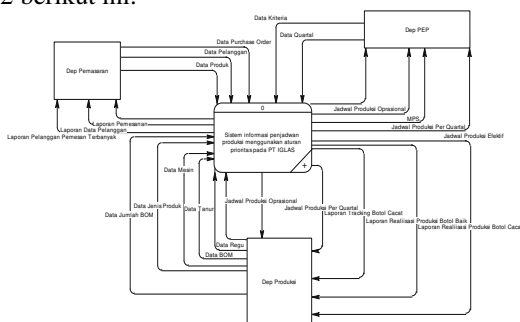 2 berikut ini:
Data Kriteria
Dep PEP
Data Purchase Order
Data Quartal
Data Pelanggan
Dep Pemasaran
Data Produk
Jadwal Produksi Oprasional
0
Laporan Pemesanan
MPS
Laporan Data Pelanggan
Jadwal Produksi Per Quartal
Laporan Pelanggan Pemesan Terbanyak
Jadwal Produksi Efektif
Sistem informasi penjadwan
produksi menggunakan aturan
prioritas pada PT IGLAS
+
Data Mesin
Data Jenis Produk
Data Tanur
Data Jumlah BOM
Jadwal Produksi Oprasional
Jadwal Produksi Per Quartal
Laporan Tracking Botol Cacat
Laporan Realisasi Produksi Botol Baik
Laporan Realisasi Produksi Botol Caca
Data Regu
Data BOM
Dep Produksi